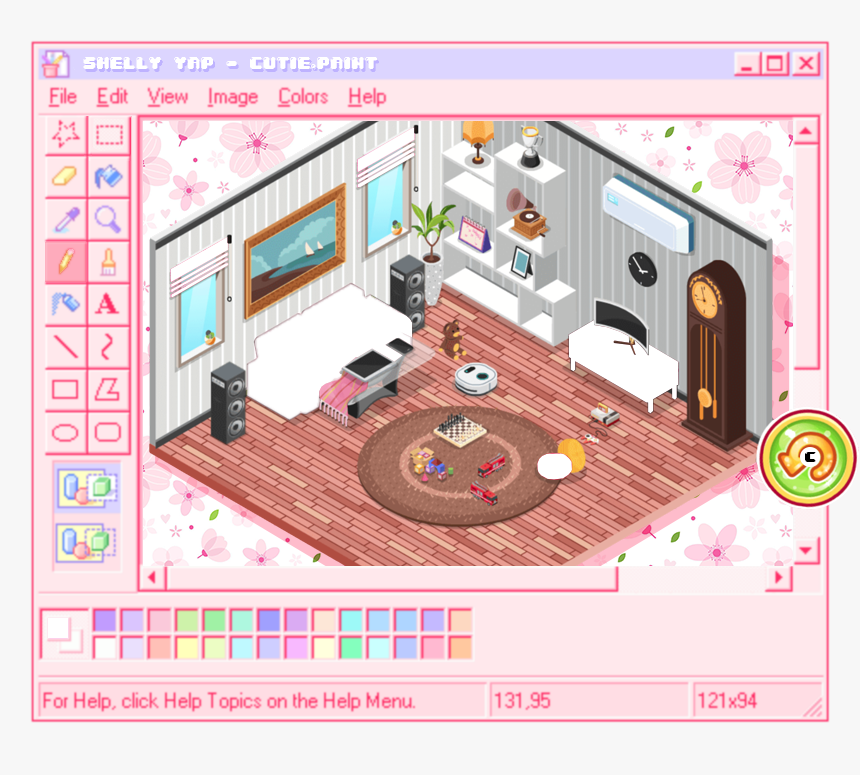 SHELLY YAP - CUTIE.PAINT
File Edit View Image Colors Help
A
C
For Help, click Help Topics on the Help Menu. 131,95 121x94